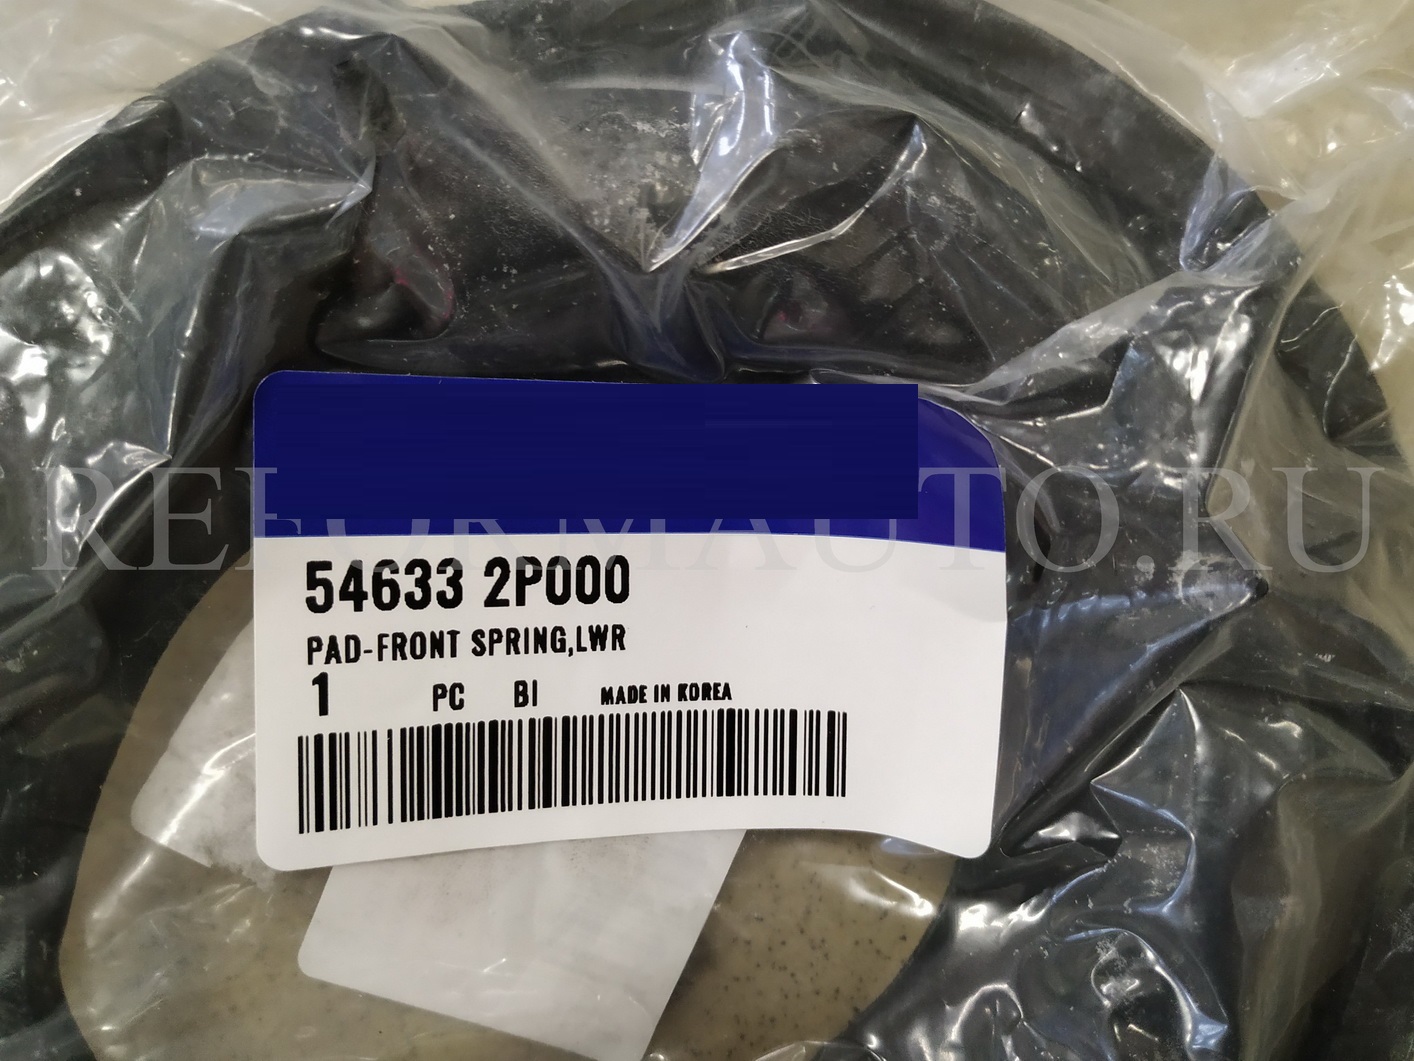 REFORMAUTO.RU
54633 2P000
PAD-FRONT SPRING,LWR
1 PC BI MADE IN KOREA